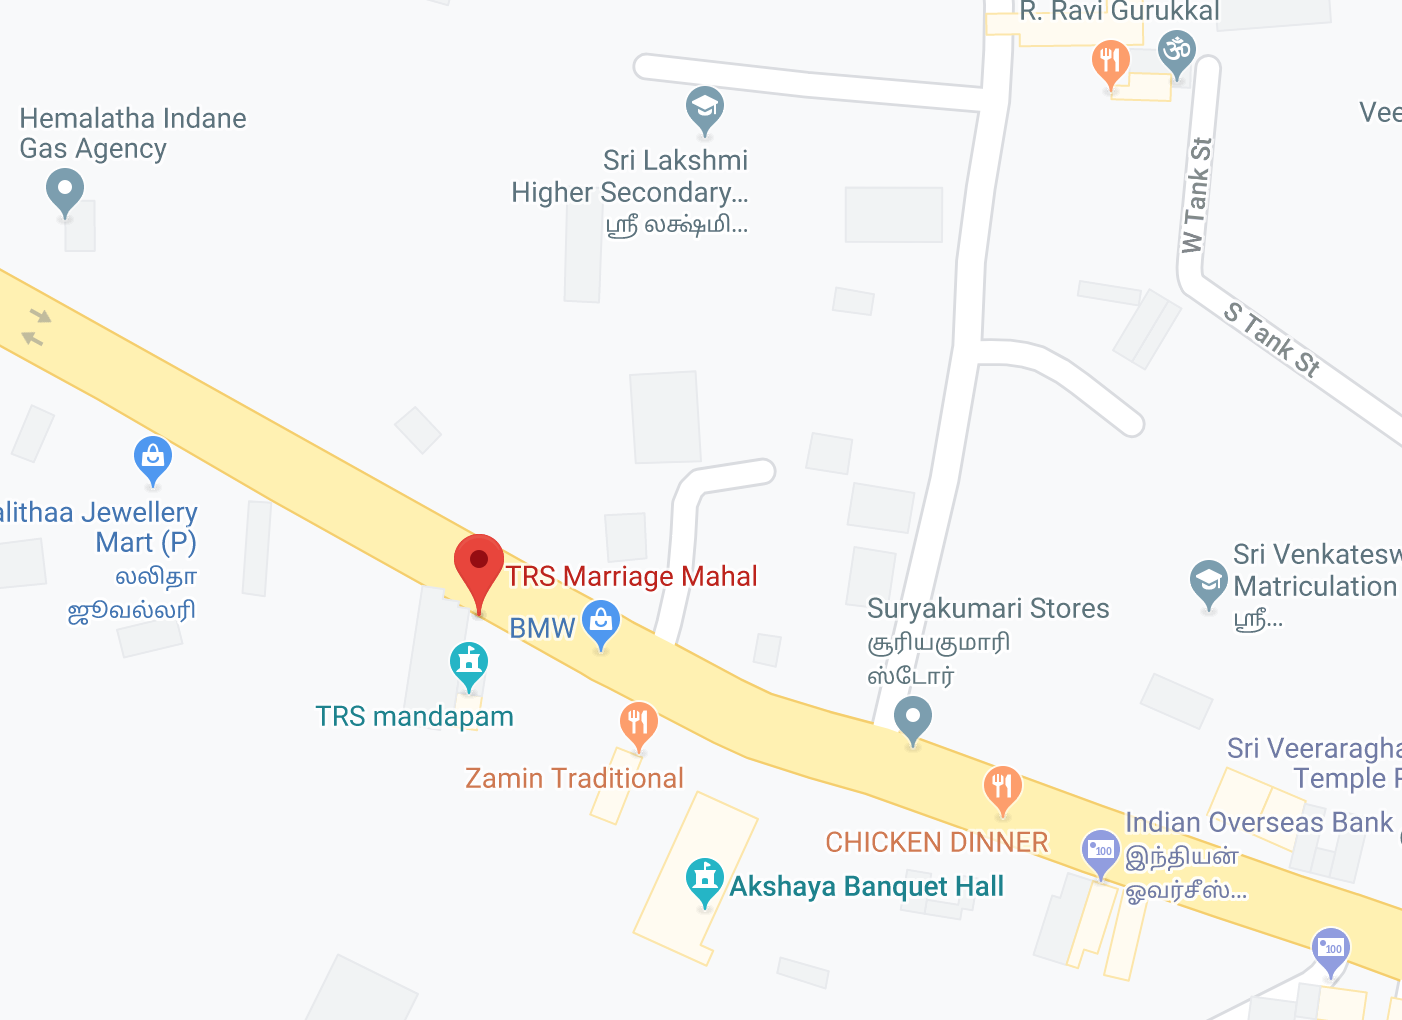 R. Ravi Gurukkal
Vee
Hemalatha Indane
Gas Agency
Sri Lakshmi
Higher Secondary...
ஸ்ரீ லக்ஷ்மி...
W Tank St
S Tank St
alithaa Jewellery
Mart (P)
லலிதா
ஜூவல்லரி
TRS Marriage Mahal
BMW
TRS mandapam
Zamin Traditional
Suryakumari Stores
சூரியகுமாரி
ஸ்டோர்
Sri Venkatesw
Matriculation
ஸ்ரீ...
Sri Veeraragha
Temple P
CHICKEN DINNER
Indian Overseas Bank
இந்தியன்
ஓவர்சீஸ்...
100
Akshaya Banquet Hall
100